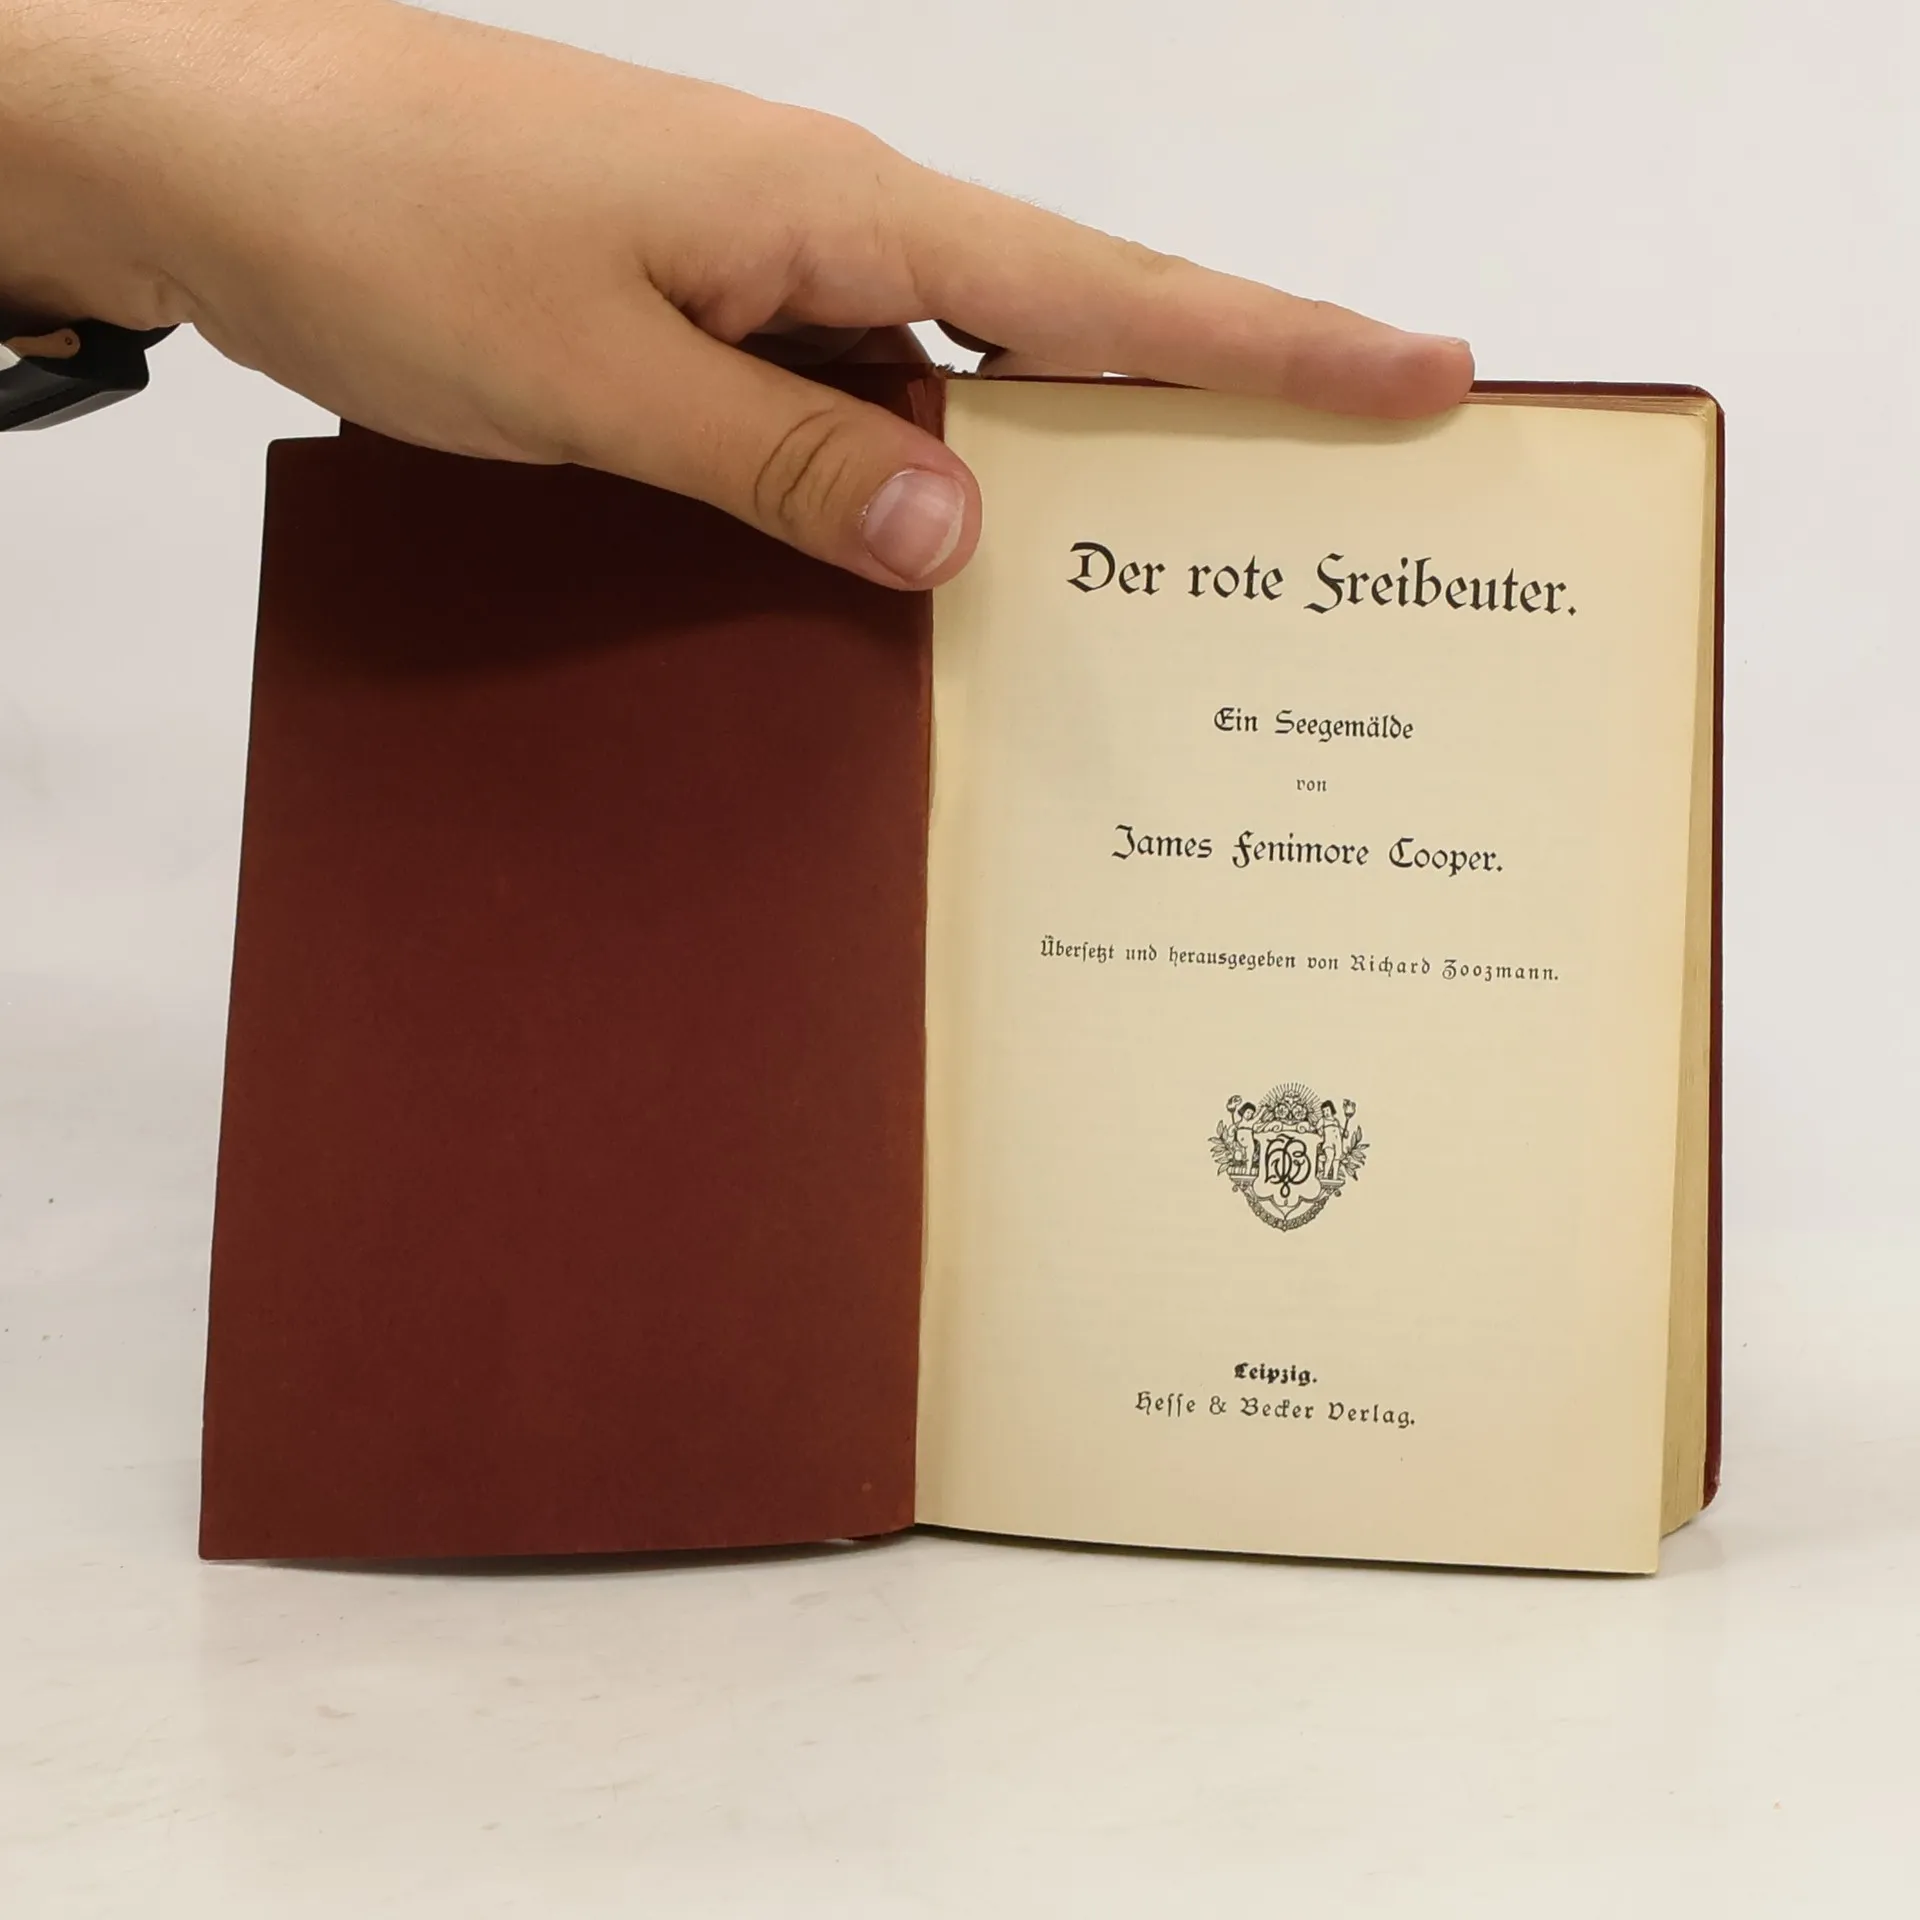 Der rote Freibeuter.
Ein Seegemälde
von
James Fenimore Cooper.
Überſetzt und herausgegeben von Richard Zoozmann.
Leipzig.
Heſſe & Becker Verlag.